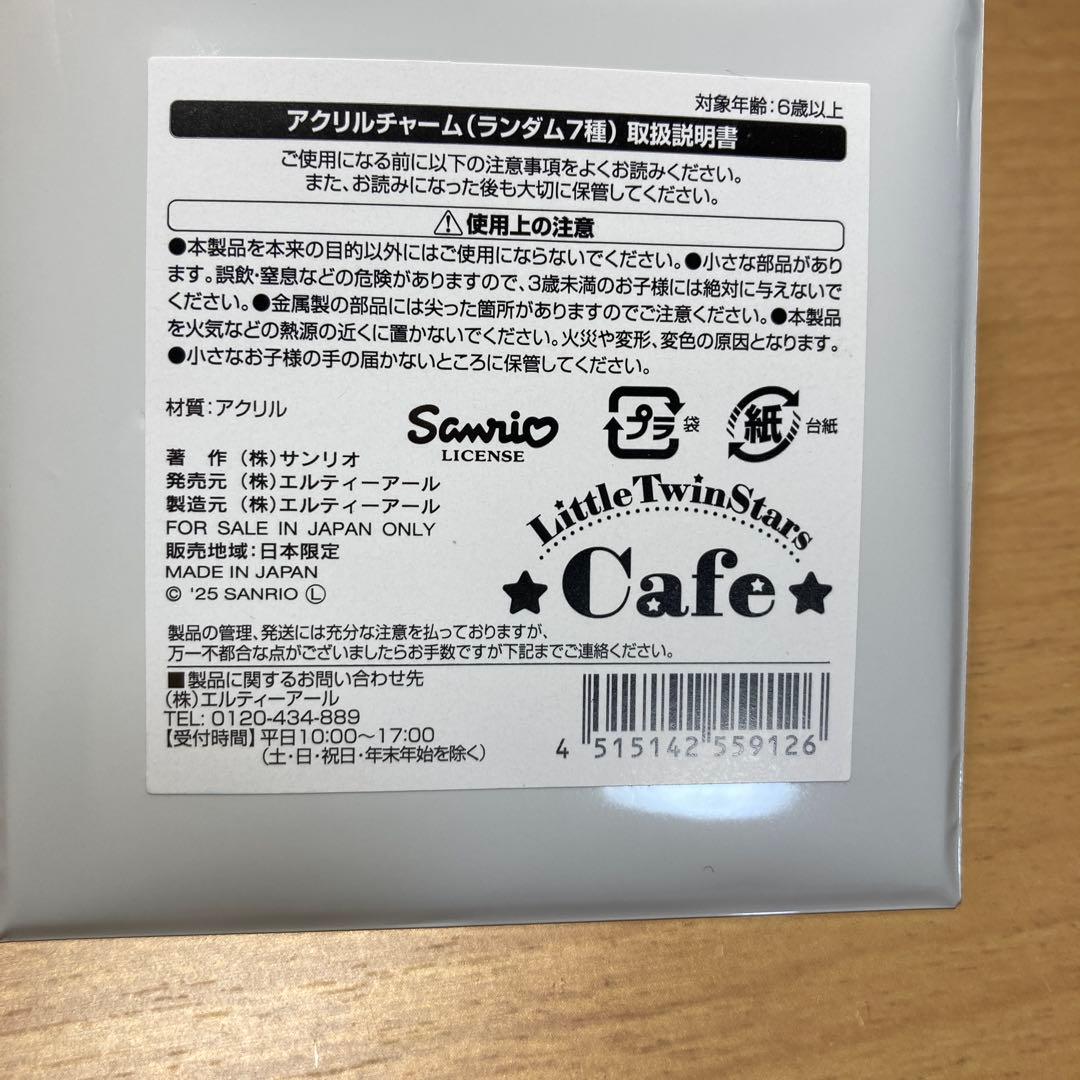 対象年齢:6歳以上
アクリルチャーム(ランダム7種) 取扱説明書
ご使用になる前に以下の注意事項をよくお読みください。
また、お読みになった後も大切に保管してください。
使用上の注意
●本製品を本来の目的以外にはご使用にならないでください。●小さな部品があり
ます。誤飲・窒息などの危険がありますので、3歳未満のお子様には絶対に与えないで
ください。●金属製の部品には尖った箇所がありますのでご注意ください。●本製品
を火気などの熱源の近くに置かないでください。火災や変形、変色の原因となります。
●小さなお子様の手の届かないところに保管してください。
材質:アクリル
Sanrio
LICENSE
プラ 袋
紙 台紙
著 作 (株)サンリオ
発売元 (株)エルティーアール
製造元 (株)エルティーアール
FOR SALE IN JAPAN ONLY
販売地域:日本限定
MADE IN JAPAN
© '25 SANRIO Ⓛ
Little Twin Stars
Cafe
製品の管理、発送には充分な注意を払っておりますが、
万一不都合な点がございましたらお手数ですが下記までご連絡ください。
■製品に関するお問い合わせ先
(株)エルティーアール
TEL: 0120-434-889
【受付時間】平日10:00〜17:00
(土・日・祝日・年末年始を除く)
4 515142 559126